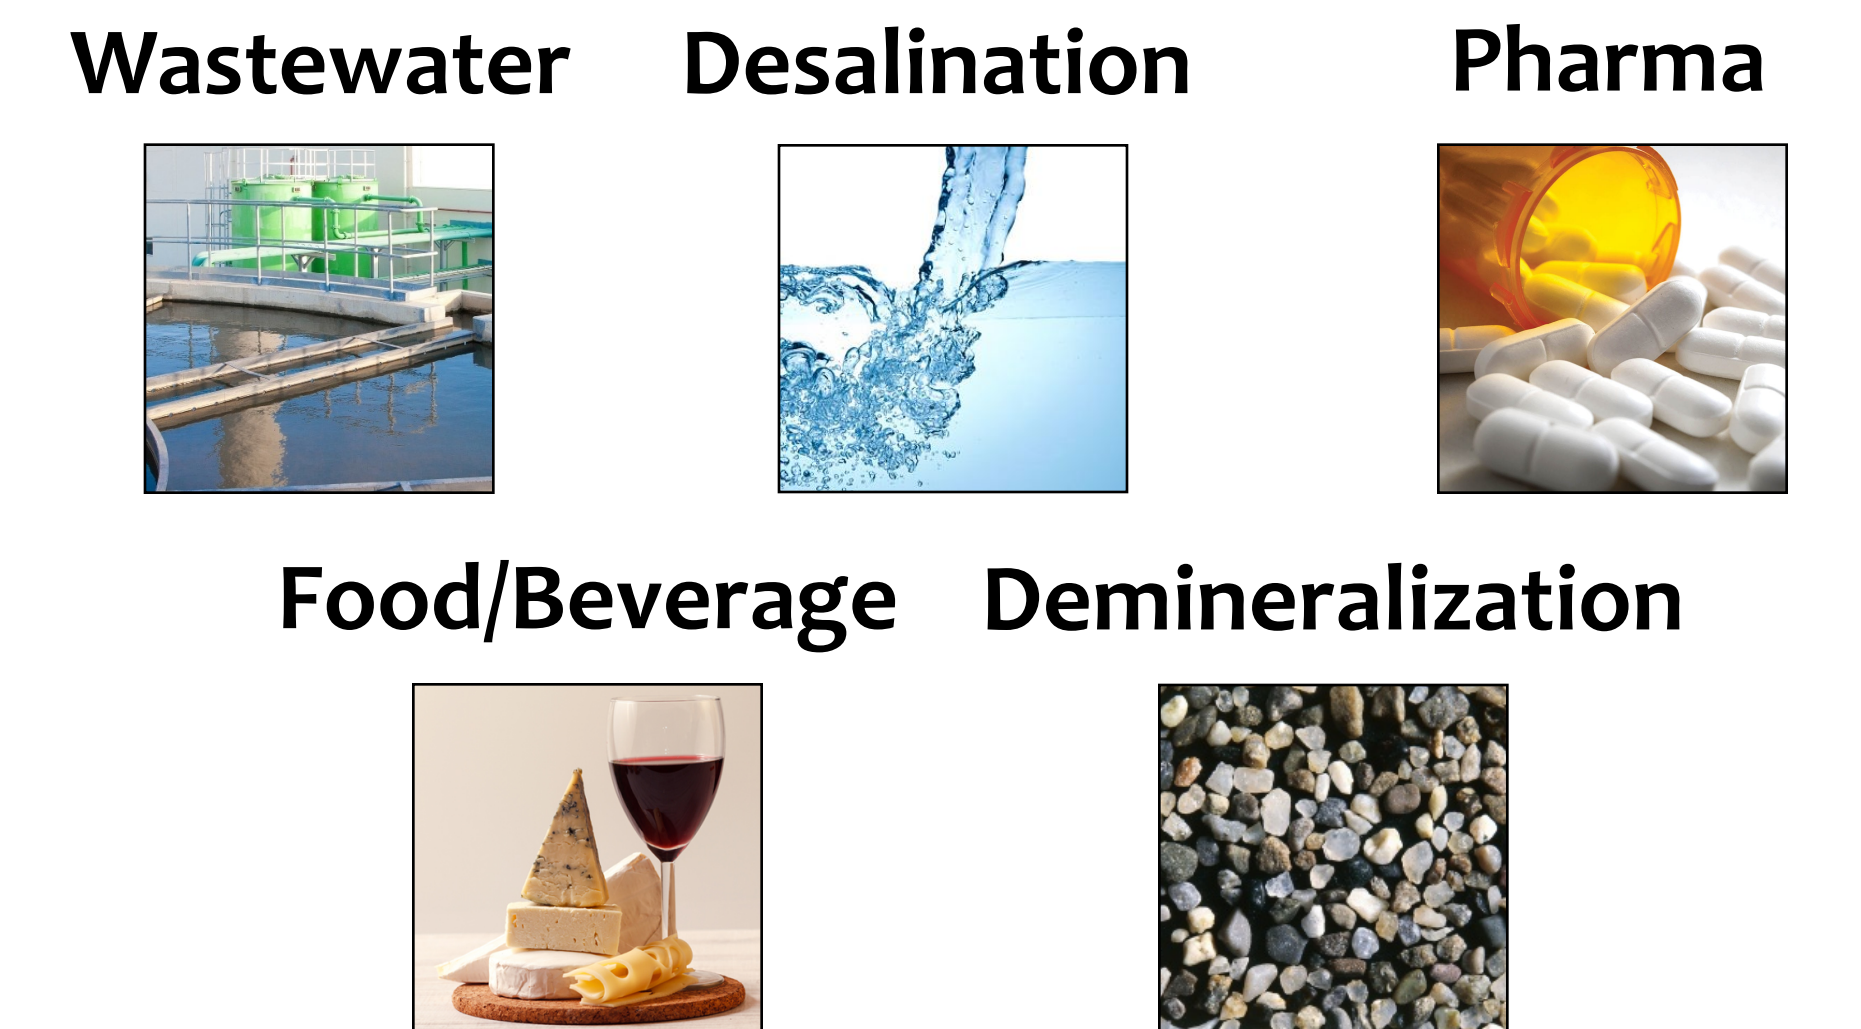 Wastewater
Desalination
Pharma
Food/Beverage
Demineralization